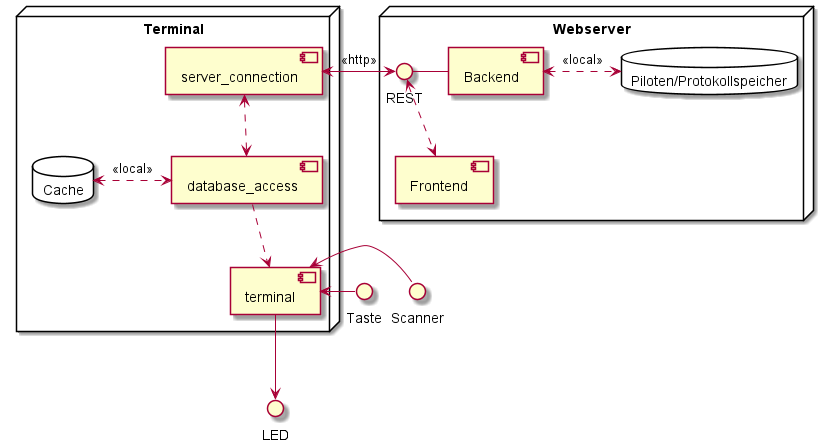 Terminal
Webserver
server_connection
«http»
REST
Backend
«local»
Piloten/Protokollspeicher
Cache
«local»
database_access
Frontend
terminal
Taste
Scanner
LED